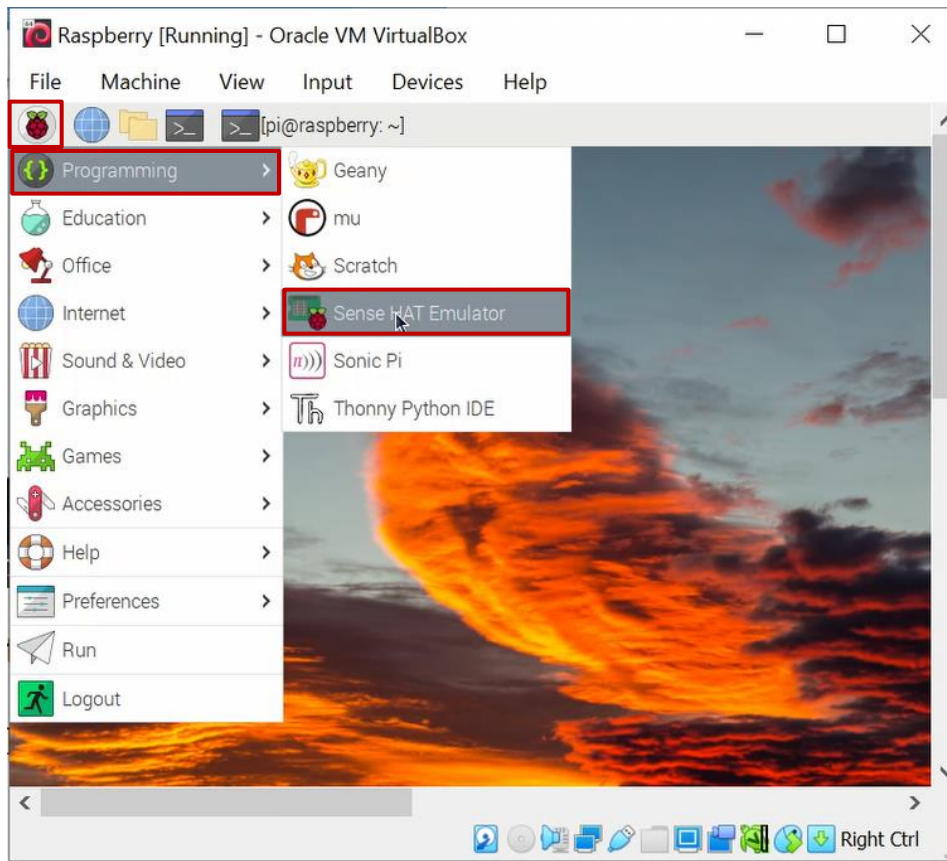 Raspberry [Running] - Oracle VM VirtualBox
File Machine View Input Devices Help
[pi@raspberry: ~]
Programming
Geany
Education
mu
Office
Scratch
Internet
Sense HAT Emulator
Sound & Video
Sonic Pi
Graphics
Thonny Python IDE
Games
Accessories
Help
Preferences
Run
Logout
Right Ctrl